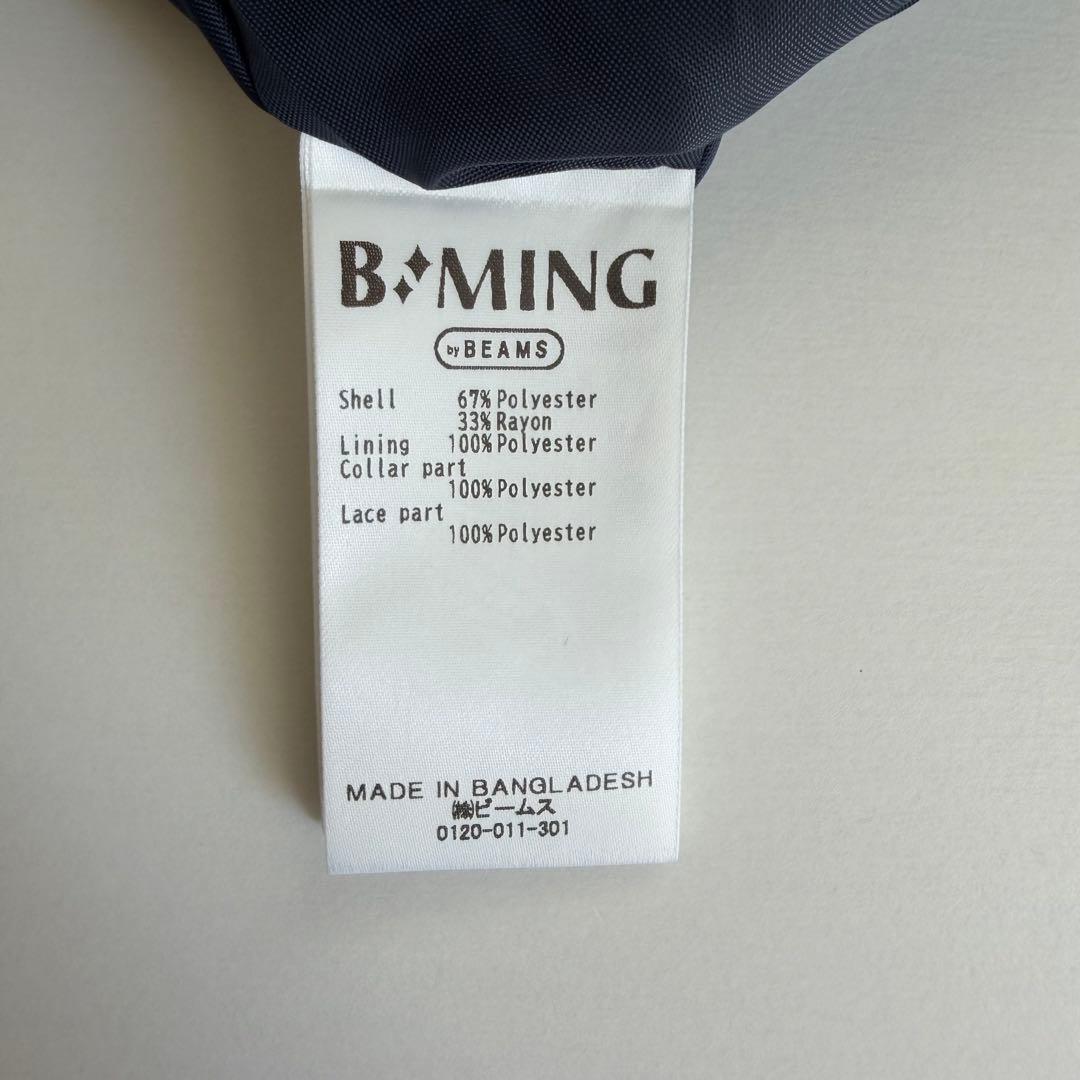 B MING
by BEAMS
Shell 67% Polyester
33% Rayon
Lining 100% Polyester
Collar part
100% Polyester
Lace part
100% Polyester
MADE IN BANGLADESH
㈱ビームス
0120-011-301